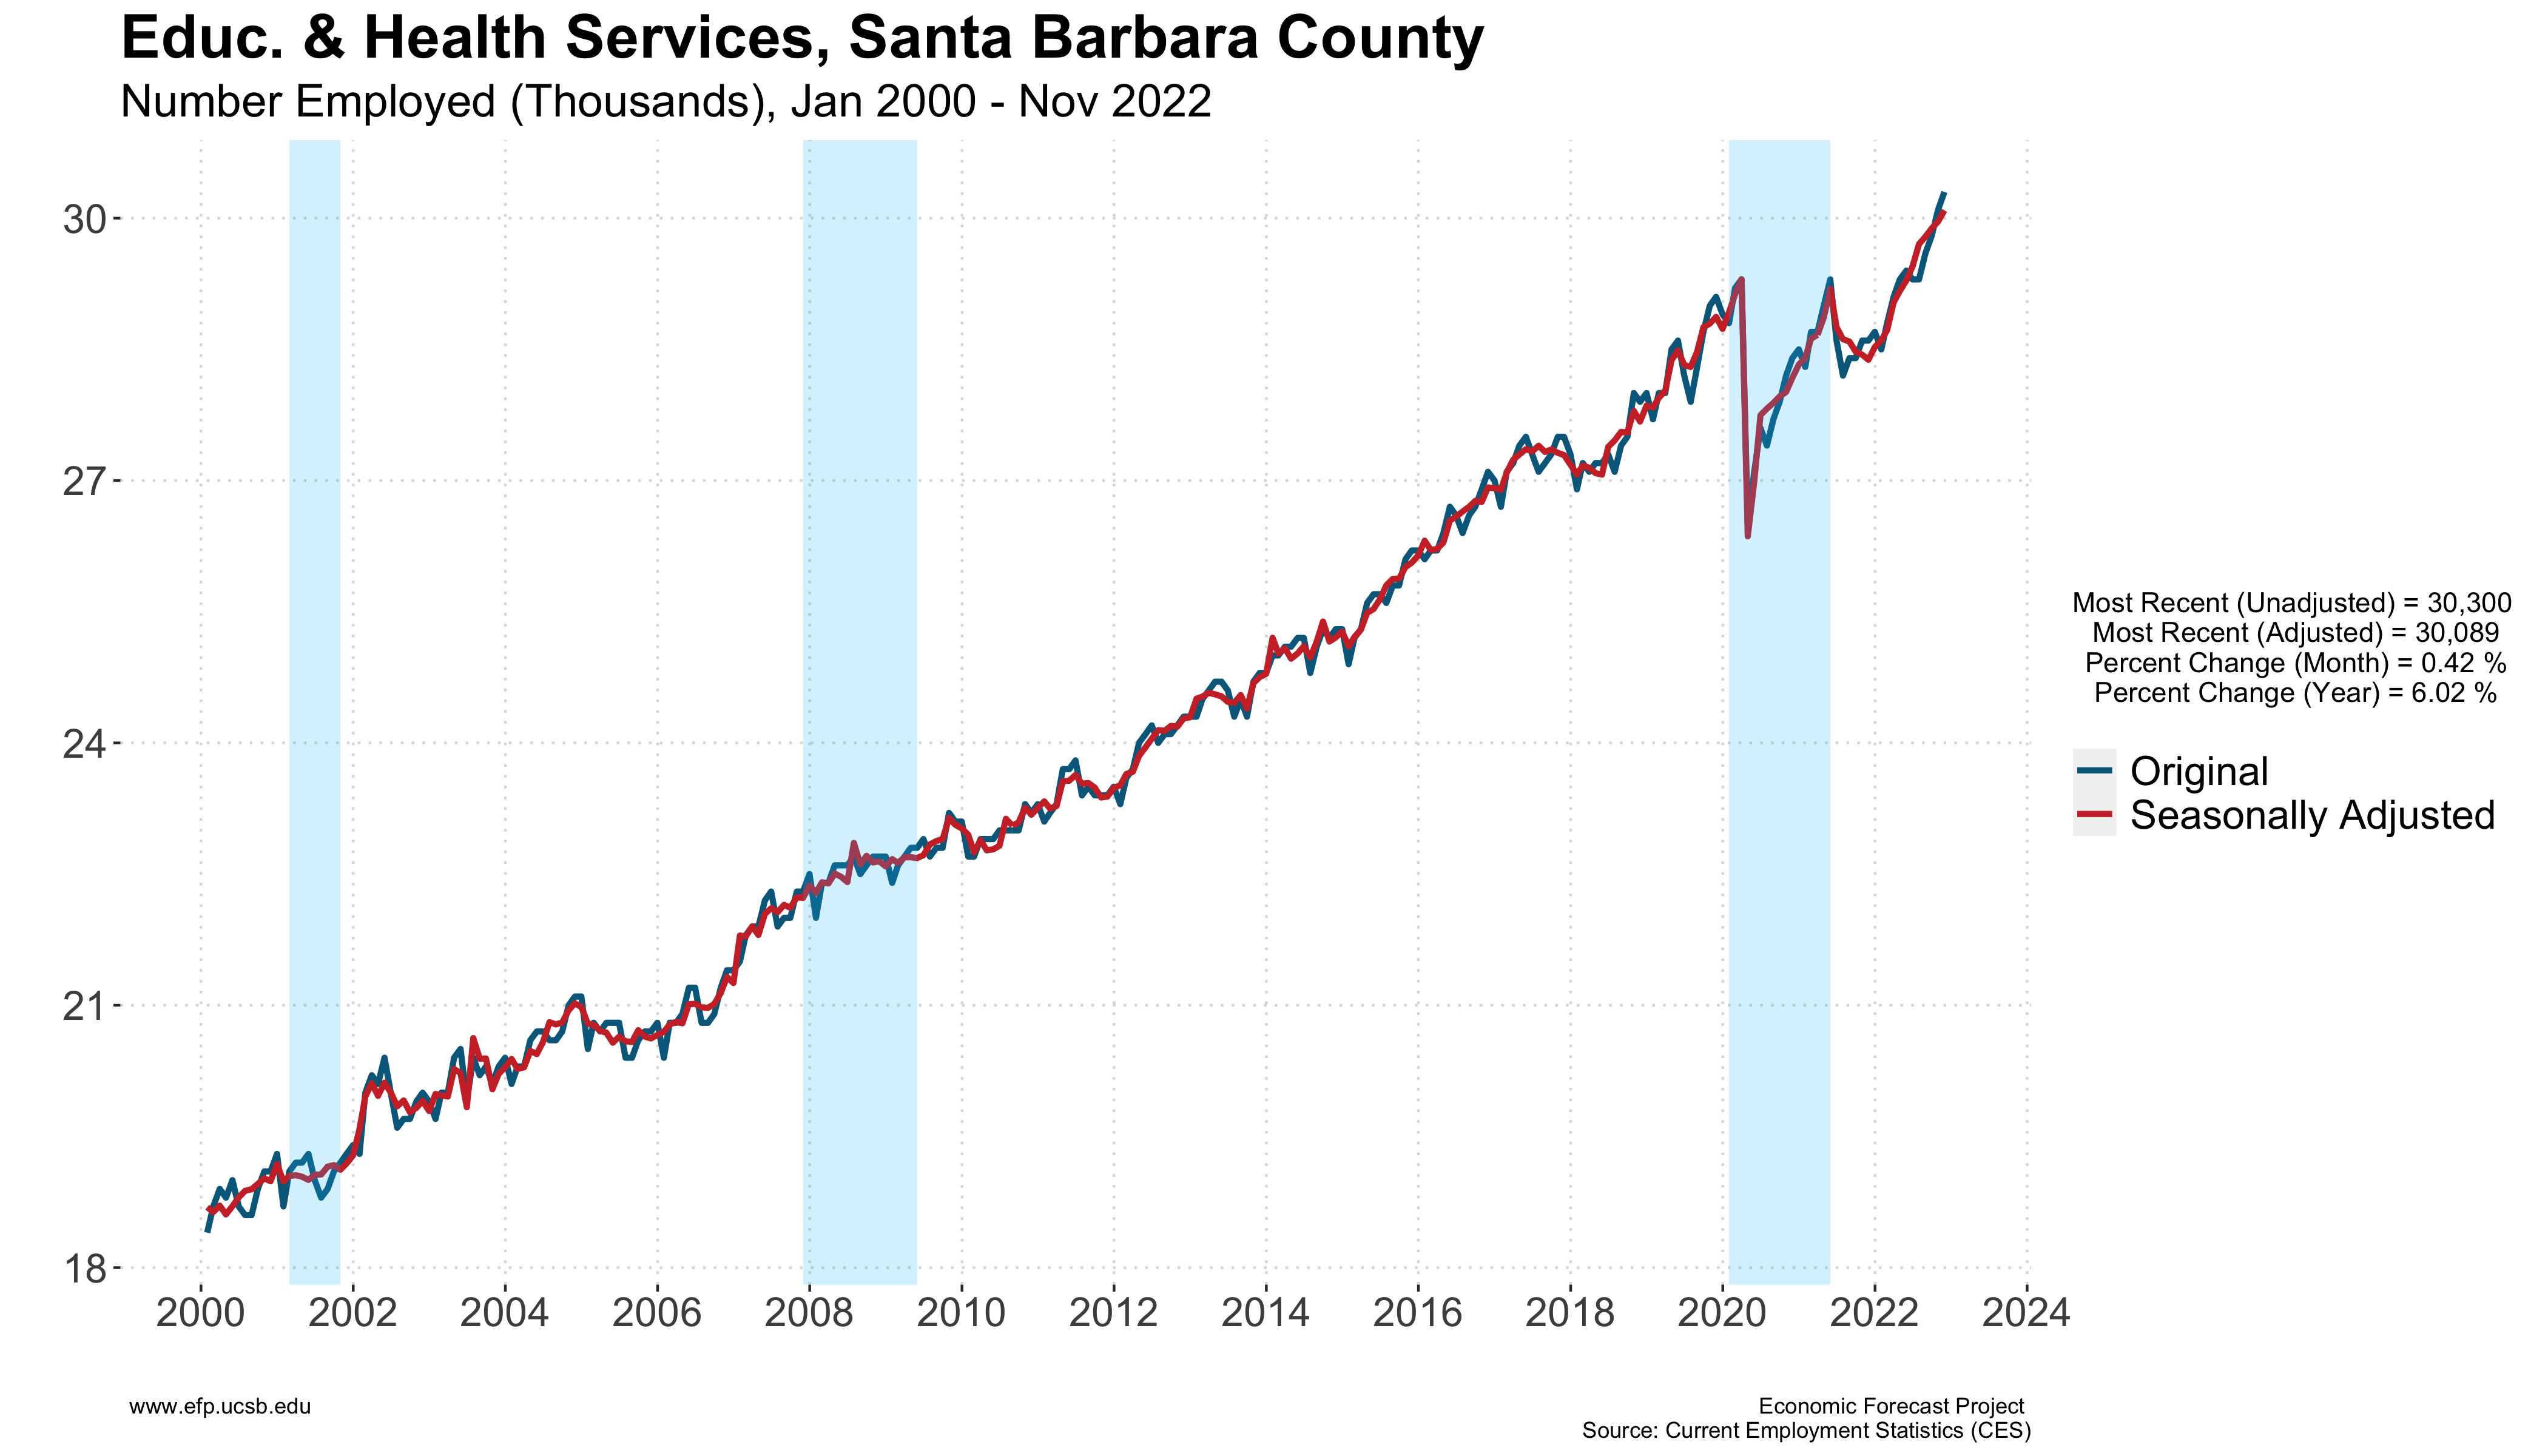 Educ. & Health Services, Santa Barbara County
Number Employed (Thousands), Jan 2000 - Nov 2022
30
27
24
21
18
2000 2002 2004 2006 2008 2010 2012 2014 2016 2018 2020 2022 2024
Most Recent (Unadjusted) = 30,300
Most Recent (Adjusted) = 30,089
Percent Change (Month) = 0.42 %
Percent Change (Year) = 6.02 %
Original
Seasonally Adjusted
www.efp.ucsb.edu
Economic Forecast Project
Source: Current Employment Statistics (CES)